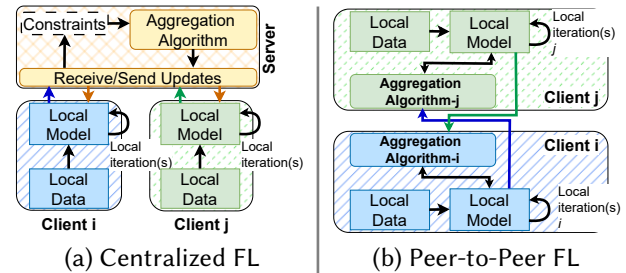 Constraints
Aggregation
Algorithm
Server
Receive/Send Updates
Local
Model
Local
iteration(s)
Local
Data
Client i
Local
Model
Local
iteration(s)
Local
Data
Client j
(a) Centralized FL
Local
Data
Local
Model
Local
iteration(s)
j
Aggregation
Algorithm-j
Client j
Aggregation
Algorithm-i
Client i
Local
Data
Local
Model
Local
iteration(s)
i
(b) Peer-to-Peer FL